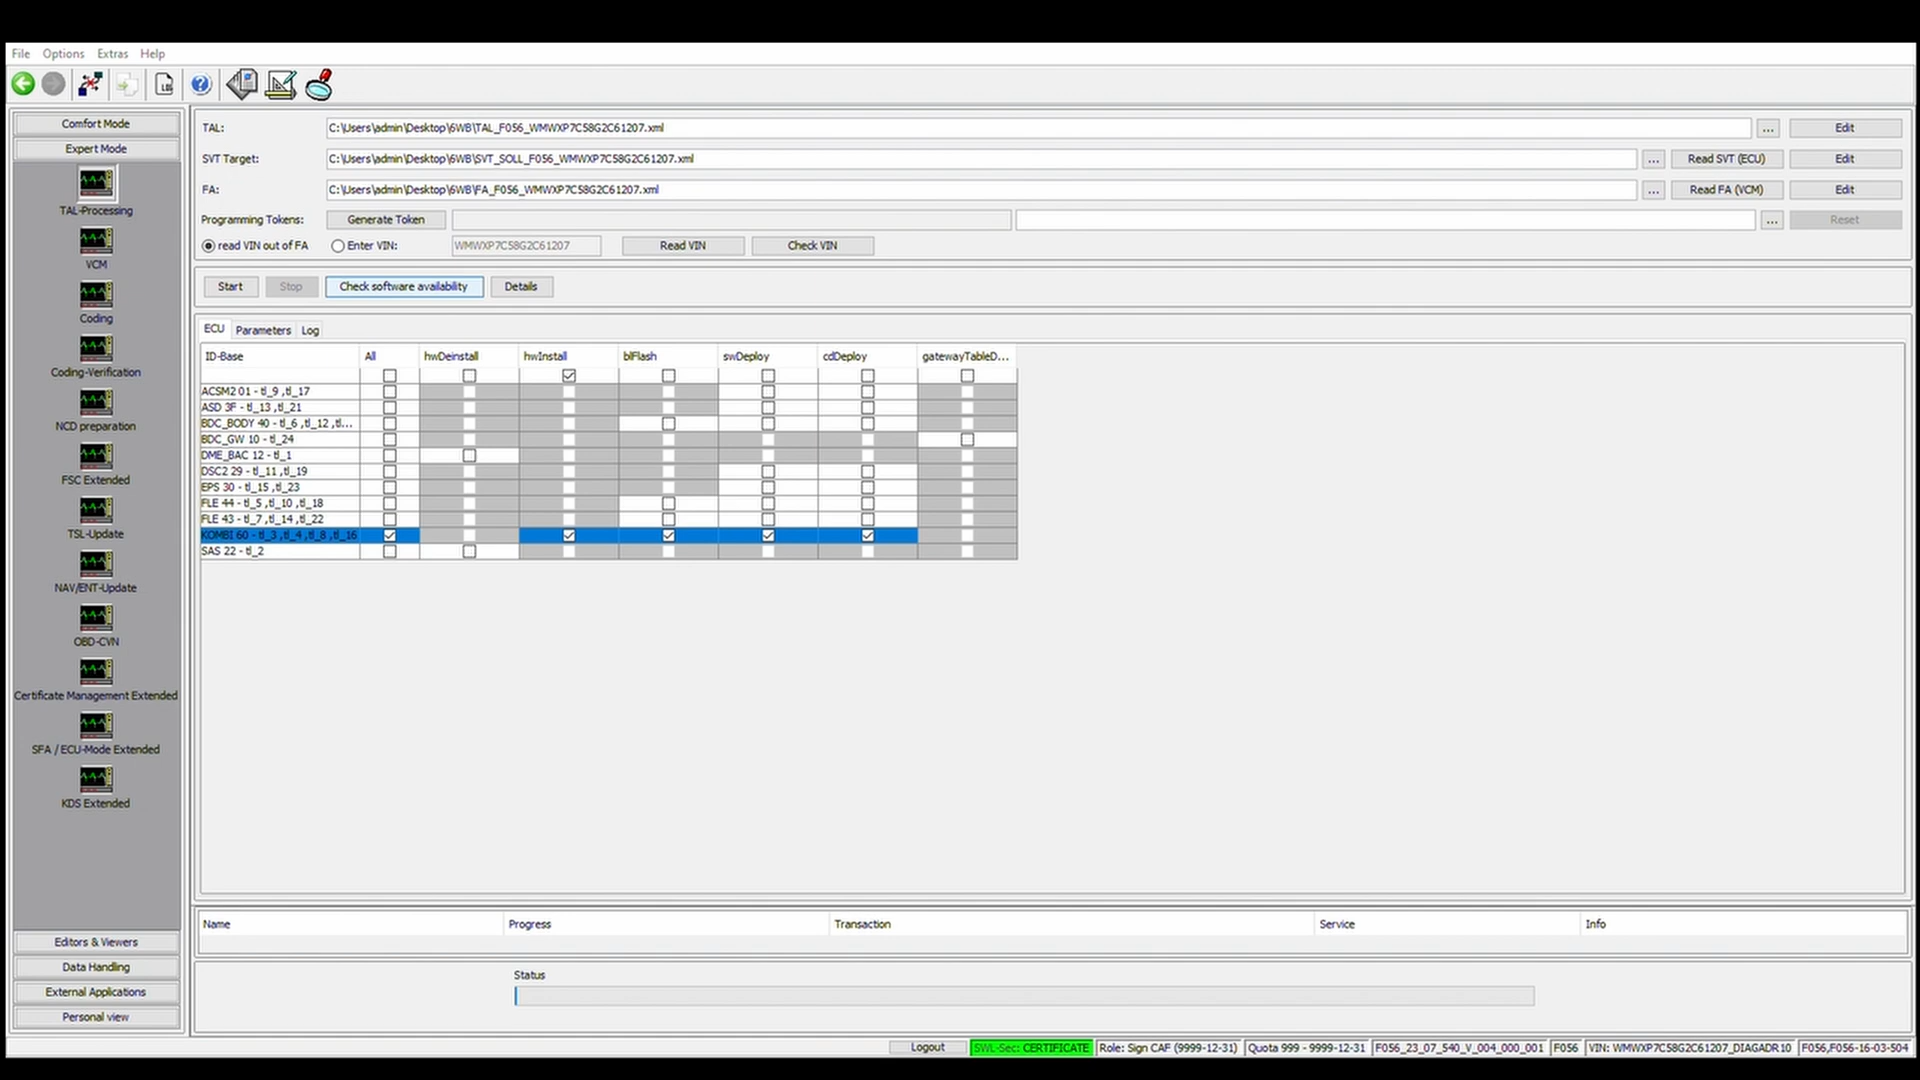 File Options Extras Help
Comfort Mode
Expert Mode
TAL-Processing
VCM
Coding
Coding-Verification
NCD preparation
FSC Extended
TSL-Update
NAV/ENT-Update
OBD-CVN
Certificate Management Extended
SFA / ECU-Mode Extended
KDS Extended
Editors & Viewers
Data Handling
External Applications
Personal view
TAL: C:\Users\admin\Desktop\6WB\TAL_F056_WMWXP7C58G2C61207.xml ... Edit
SVT Target: C:\Users\admin\Desktop\6WB\SVT_SOLL_F056_WMWXP7C58G2C61207.xml ... Read SVT (ECU) Edit
FA: C:\Users\admin\Desktop\6WB\FA_F056_WMWXP7C58G2C61207.xml ... Read FA (VCM) Edit
Programming Tokens: Generate Token ... Reset
read VIN out of FA Enter VIN: WMWXP7C58G2C61207 Read VIN Check VIN
Start Stop Check software availability Details
ECU Parameters Log
ID-Base All hwDeinstall hwInstall blFlash swDeploy cdDeploy gatewayTableD...
ACSM2 01 - tl_9 ,tl_17
ASD 3F - tl_13 ,tl_21
BDC_BODY 40 - tl_6 ,tl_12 ,tl...
BDC_GW 10 - tl_24
DME_BAC 12 - tl_1
DSC2 29 - tl_11 ,tl_19
EPS 30 - tl_15 ,tl_23
FLE 44 - tl_5 ,tl_10 ,tl_18
FLE 43 - tl_7 ,tl_14 ,tl_22
KOMBI 60 - tl_3 ,tl_4 ,tl_8 ,tl_16
SAS 22 - tl_2
Name Progress Transaction Service Info
Status
Logout SWL-Sec: CERTIFICATE Role: Sign CAF (9999-12-31) Quota 999 - 9999-12-31 F056_23_07_540_V_004_000_001 F056 VIN: WMWXP7C58G2C61207_DIAGADR10 F056,F056-16-03-504